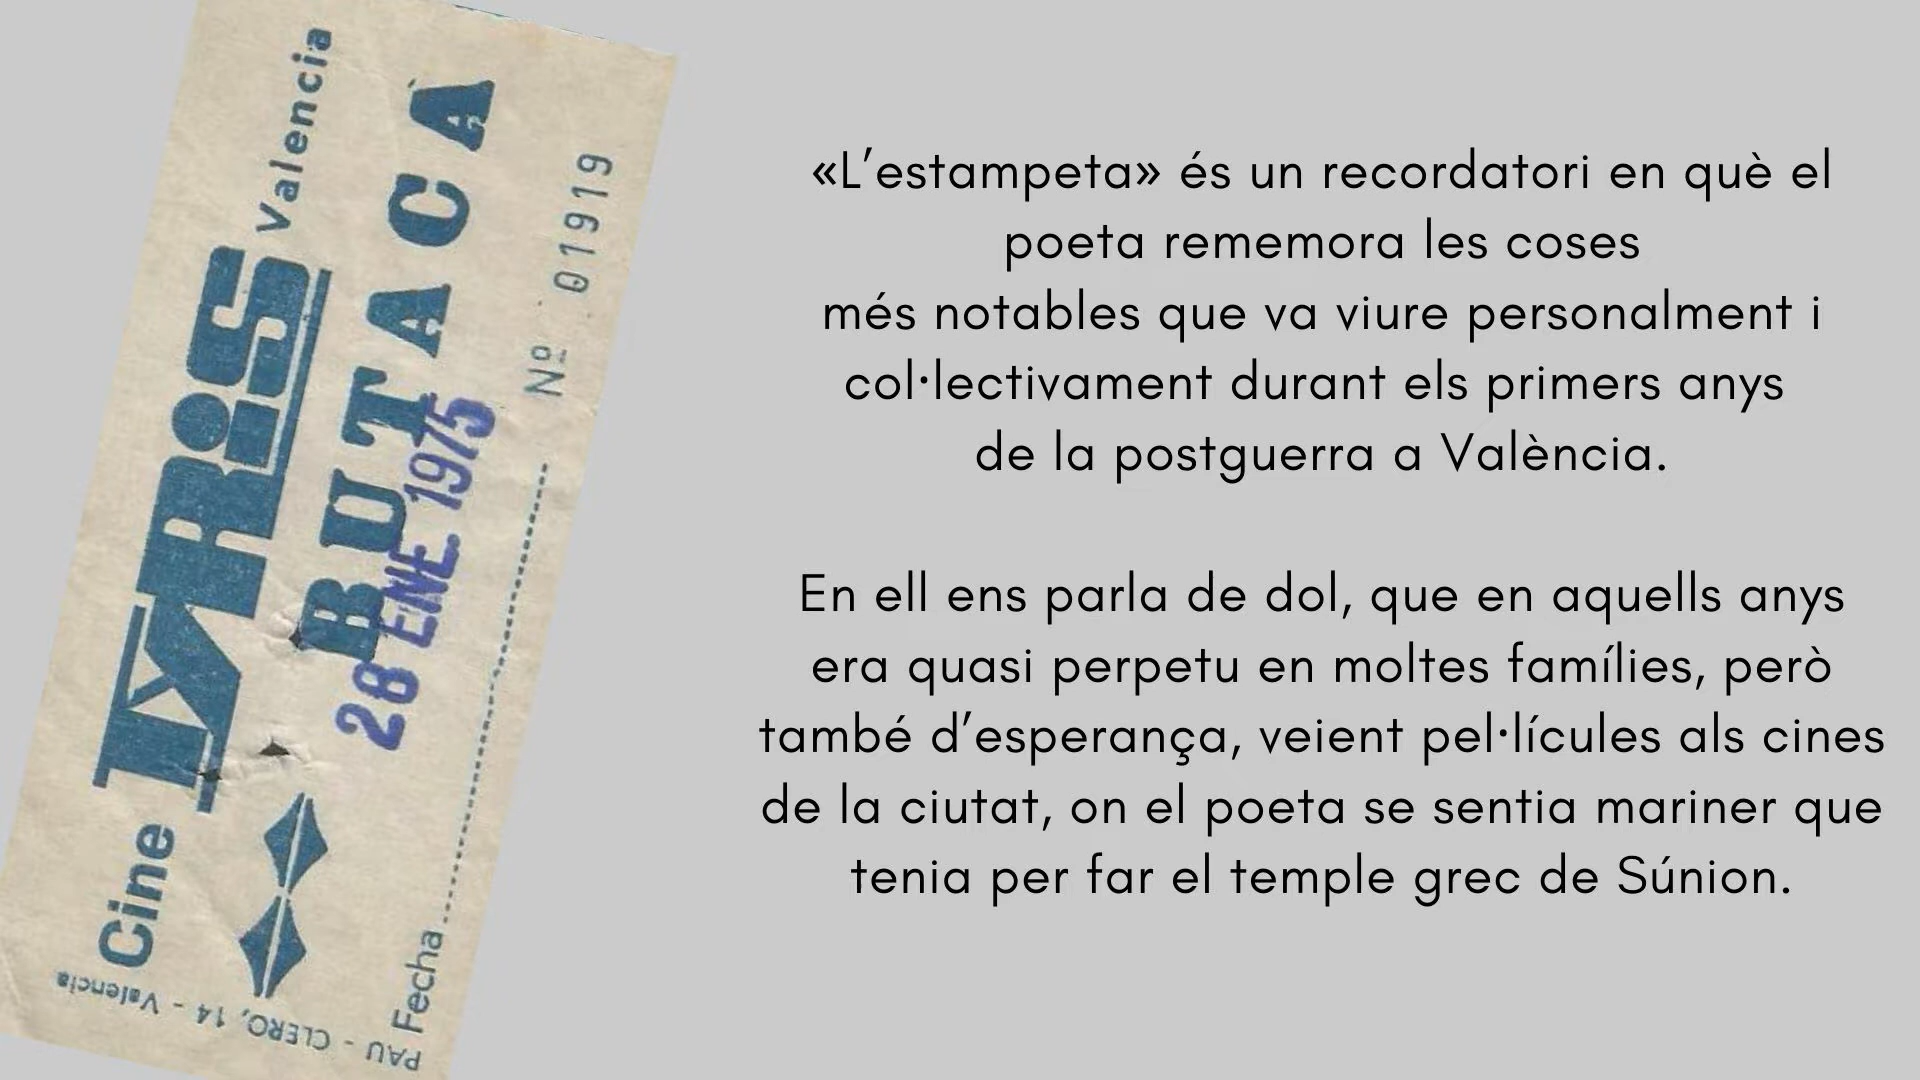 Cine LYRIS Valencia
BUTACA
28 ENE. 1975
Nº 01919
Fecha
PAU - CLERO, 14 - Valencia
«L’estampeta» és un recordatori en què el
poeta rememora les coses
més notables que va viure personalment i
col·lectivament durant els primers anys
de la postguerra a València.
En ell ens parla de dol, que en aquells anys
era quasi perpetu en moltes famílies, però
també d’esperança, veient pel·lícules als cines
de la ciutat, on el poeta se sentia mariner que
tenia per far el temple grec de Súnion.